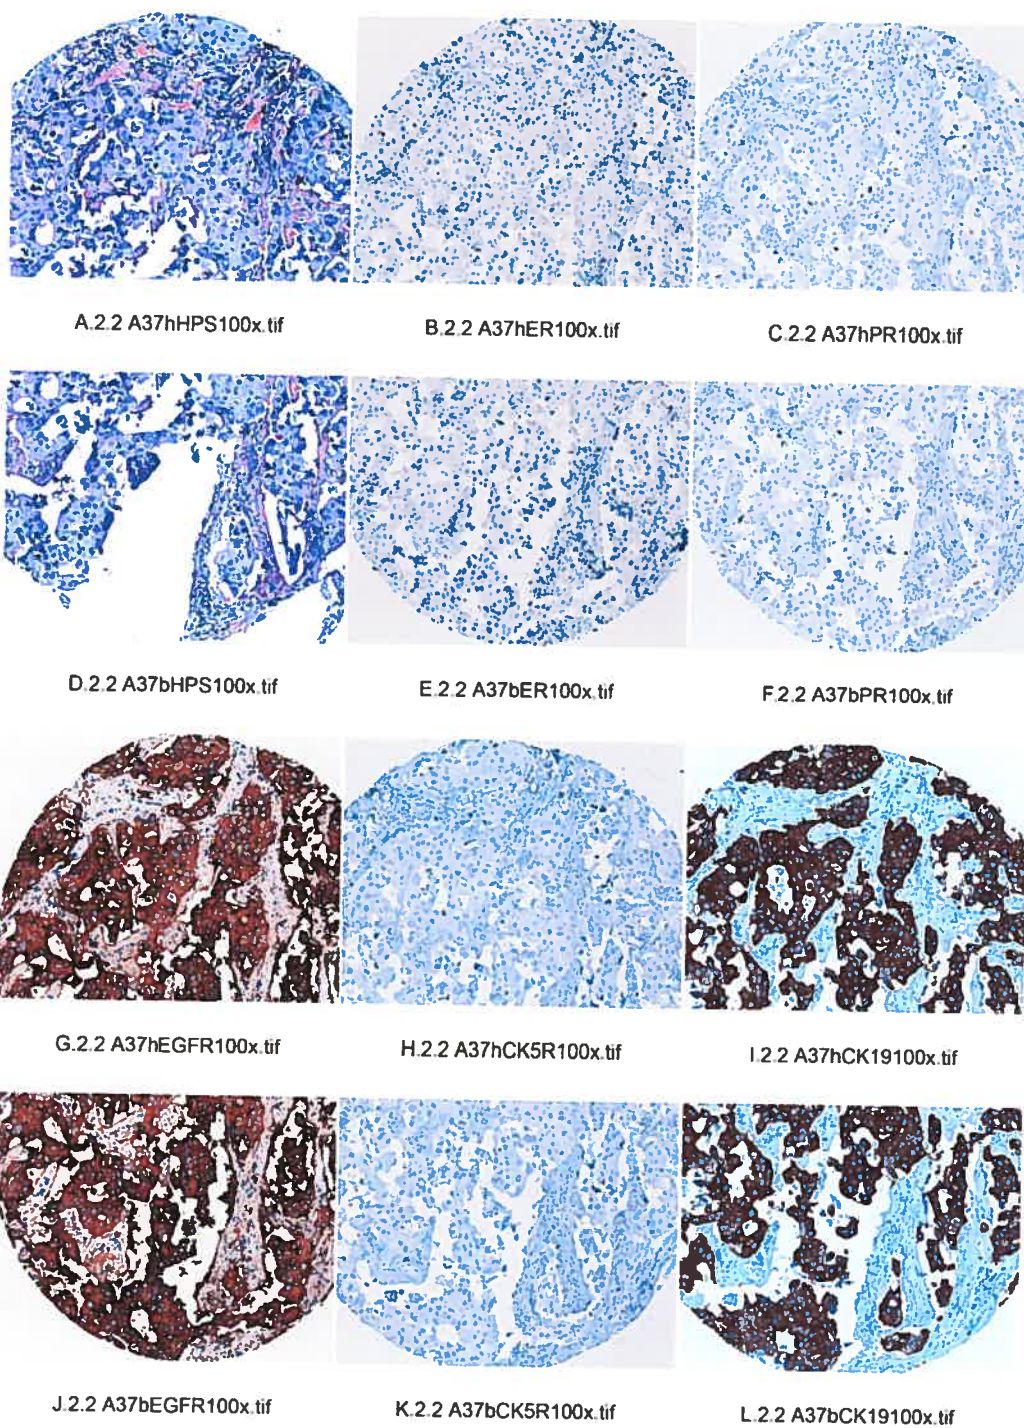 A.2.2 A37hHPS100x.tif
B.2.2 A37hER100x.tif
C.2.2 A37hPR100x.tif
D.2.2 A37bHPS100x.tif
E.2.2 A37bER100x.tif
F.2.2 A37bPR100x.tif
G.2.2 A37hEGFR100x.tif
H.2.2 A37hCK5R100x.tif
I.2.2 A37hCK19100x.tif
J.2.2 A37bEGFR100x.tif
K.2.2 A37bCK5R100x.tif
L.2.2 A37bCK19100x.tif